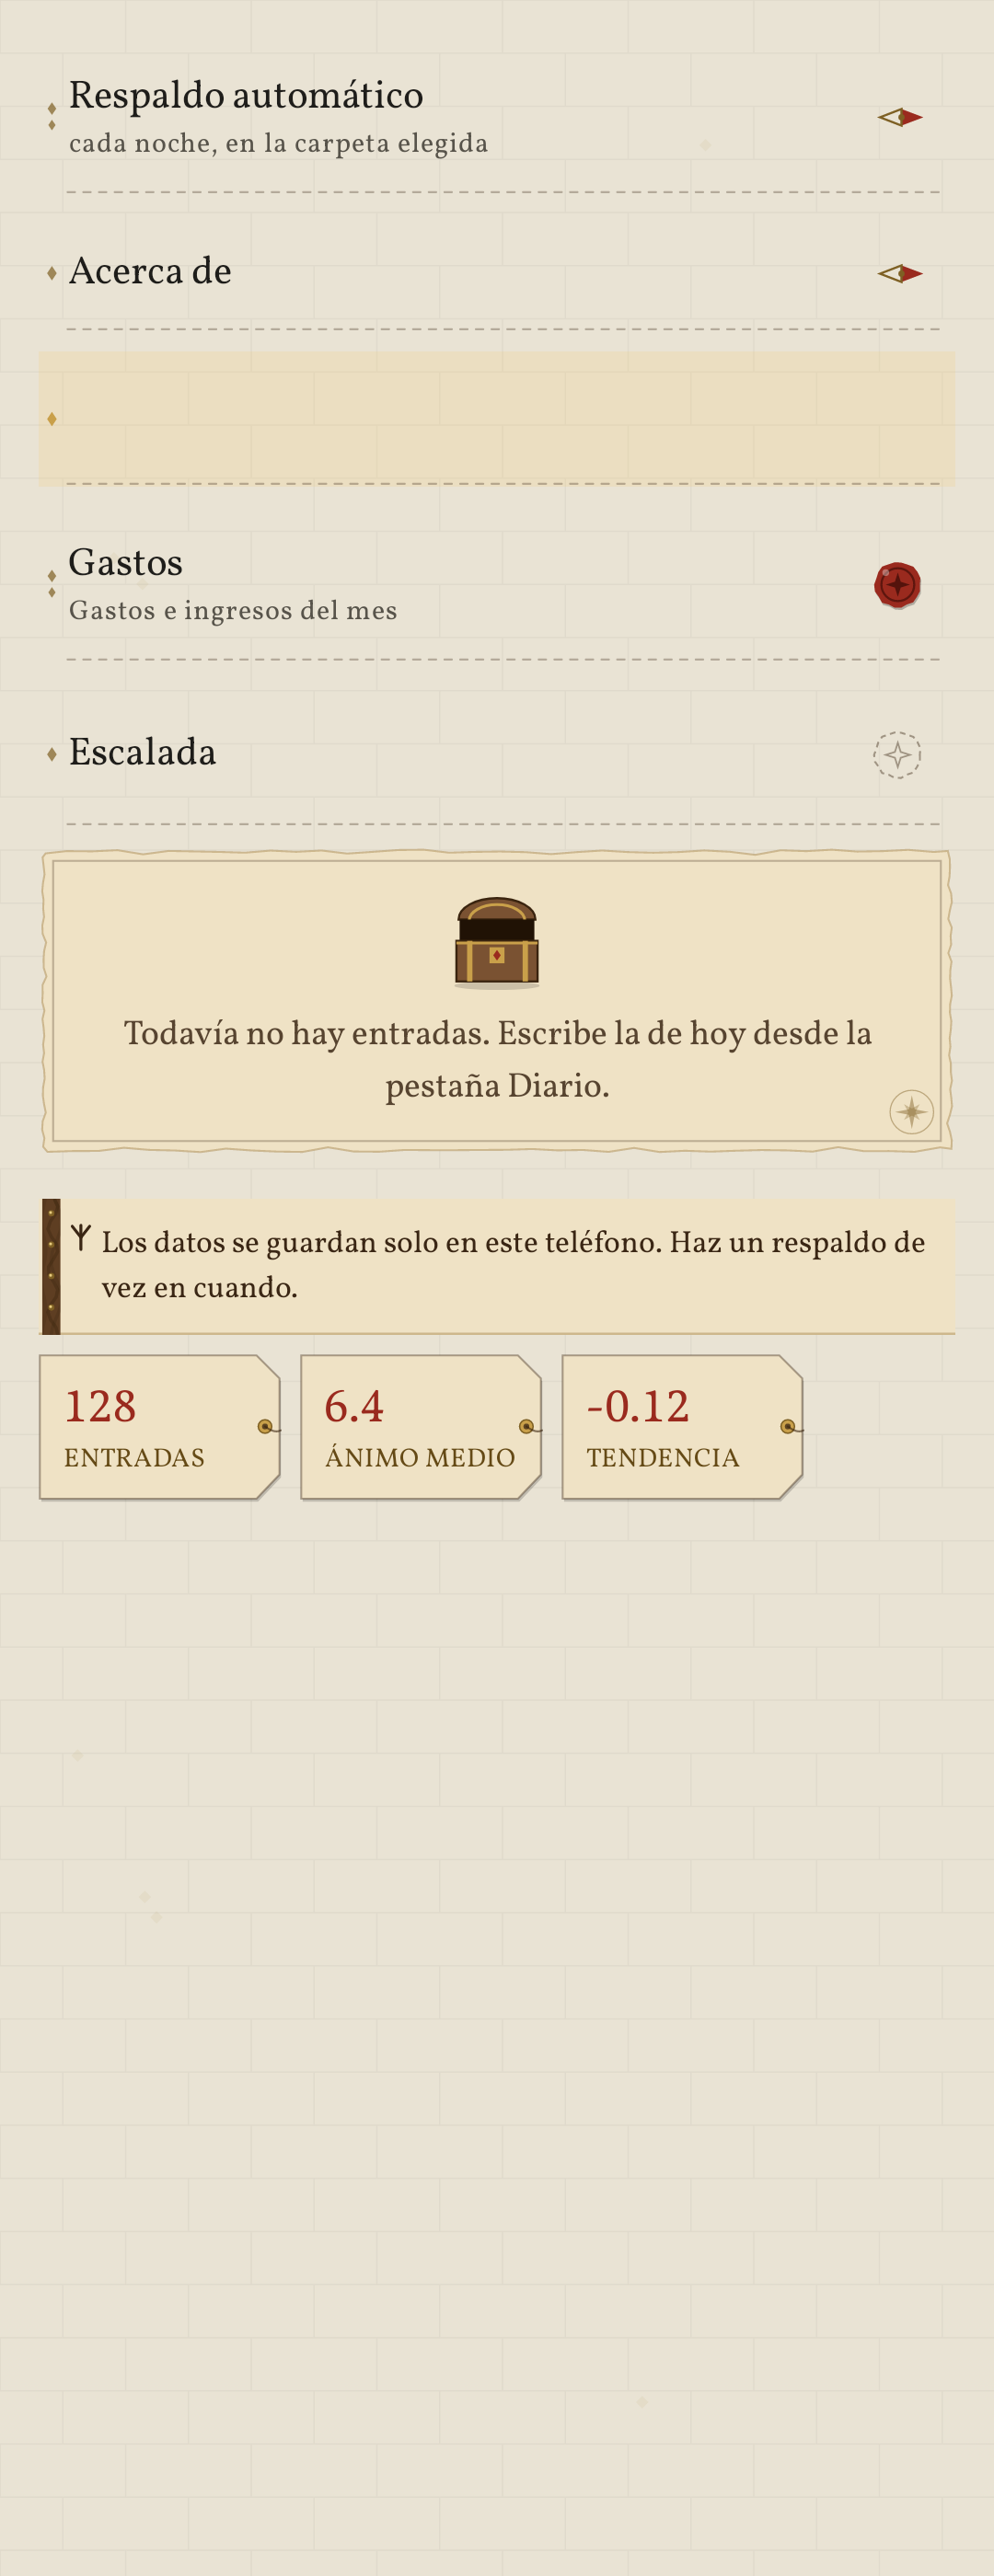 Respaldo automático
cada noche, en la carpeta elegida
Acerca de
Gastos
Gastos e ingresos del mes
Escalada
Todavía no hay entradas. Escribe la de hoy desde la
pestaña Diario.
Los datos se guardan solo en este teléfono. Haz un respaldo de
vez en cuando.
128
ENTRADAS
6.4
ÁNIMO MEDIO
-0.12
TENDENCIA